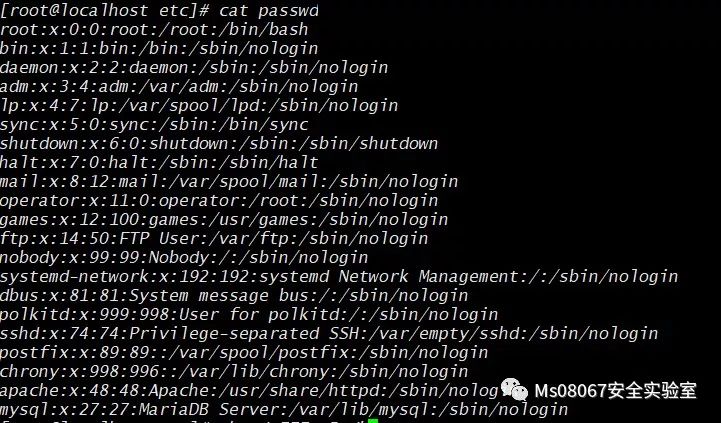 [root@localhost etc]# cat passwd
root:x:0:0:root:/root:/bin/bash
bin:x:1:1:bin:/bin:/sbin/nologin
daemon:x:2:2:daemon:/sbin:/sbin/nologin
adm:x:3:4:adm:/var/adm:/sbin/nologin
lp:x:4:7:lp:/var/spool/lpd:/sbin/nologin
sync:x:5:0:sync:/sbin:/bin/sync
shutdown:x:6:0:shutdown:/sbin:/sbin/shutdown
halt:x:7:0:halt:/sbin:/sbin/halt
mail:x:8:12:mail:/var/spool/mail:/sbin/nologin
operator:x:11:0:operator:/root:/sbin/nologin
games:x:12:100:games:/usr/games:/sbin/nologin
ftp:x:14:50:FTP User:/var/ftp:/sbin/nologin
nobody:x:99:99:Nobody:/:/sbin/nologin
systemd-network:x:192:192:systemd Network Management:/:/sbin/nologin
dbus:x:81:81:System message bus:/:/sbin/nologin
polkitd:x:999:998:User for polkitd:/:/sbin/nologin
sshd:x:74:74:Privilege-separated SSH:/var/empty/sshd:/sbin/nologin
postfix:x:89:89::/var/spool/postfix:/sbin/nologin
chrony:x:998:996::/var/lib/chrony:/sbin/nologin
apache:x:48:48:Apache:/usr/share/httpd:/sbin/nologin
Ms08067安全实验室
mysql:x:27:27:MariaDB Server:/var/lib/mysql:/sbin/nologin